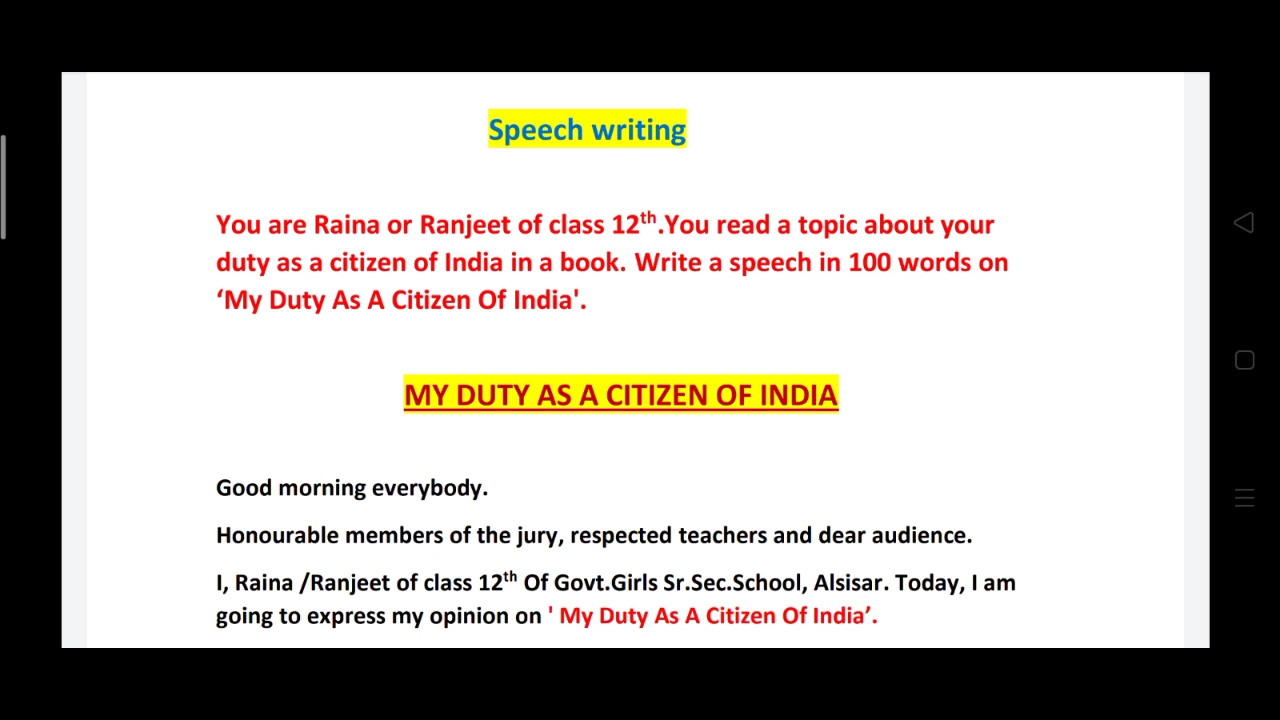 Speech writing
You are Raina or Ranjeet of class 12th.You read a topic about your
duty as a citizen of India in a book. Write a speech in 100 words on
‘My Duty As A Citizen Of India'.
MY DUTY AS A CITIZEN OF INDIA
Good morning everybody.
Honourable members of the jury, respected teachers and dear audience.
I, Raina /Ranjeet of class 12th Of Govt.Girls Sr.Sec.School, Alsisar. Today, I am
going to express my opinion on ' My Duty As A Citizen Of India’.